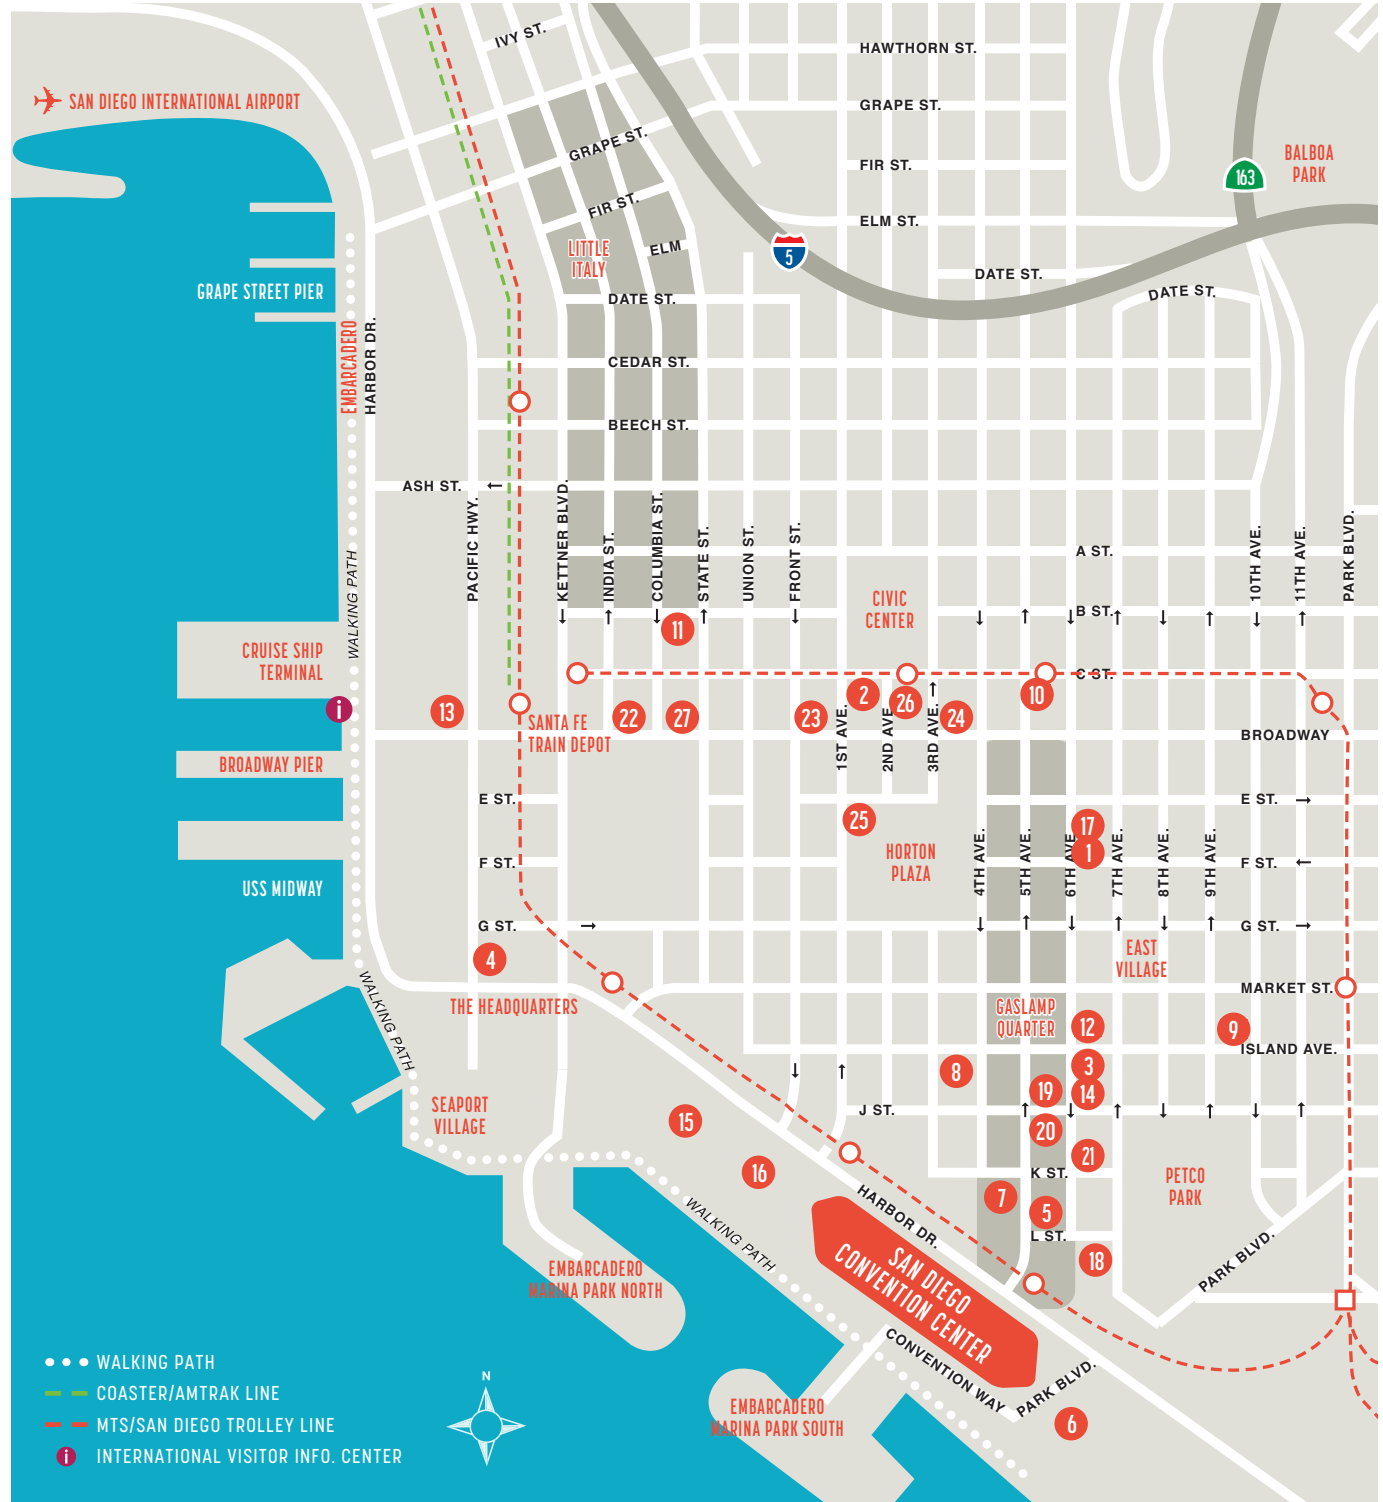 IVY ST.
HAWTHORN ST.
SAN DIEGO INTERNATIONAL AIRPORT
GRAPE ST.
GRAPE ST.
FIR ST.
BALBOA
PARK
163
FIR ST.
ELM ST.
LITTLE
ITALY
ELM
5
DATE ST.
GRAPE STREET PIER
DATE ST.
DATE ST.
EMBARCADERO
HARBOR DR.
CEDAR ST.
BEECH ST.
ASH ST.
PACIFIC HWY.
KETTNER BLVD.
INDIA ST.
COLUMBIA ST.
STATE ST.
UNION ST.
FRONT ST.
A ST.
10TH AVE.
11TH AVE.
PARK BLVD.
WALKING PATH
CIVIC
CENTER
B ST.
11
CRUISE SHIP
TERMINAL
C ST.
i
13
SANTA FE
TRAIN DEPOT
22
27
23
2
26
24
10
1ST AVE.
2ND AVE
3RD AVE.
BROADWAY
BROADWAY PIER
E ST.
E ST.
25
17
1
HORTON
PLAZA
4TH AVE.
5TH AVE.
6TH AVE
7TH AVE.
8TH AVE.
9TH AVE.
F ST.
F ST.
USS MIDWAY
G ST.
G ST.
4
EAST
VILLAGE
WALKING PATH
THE HEADQUARTERS
MARKET ST.
GASLAMP
QUARTER
12
9
ISLAND AVE.
8
3
19
14
SEAPORT
VILLAGE
15
J ST.
20
21
16
K ST.
PETCO
PARK
7
5
WALKING PATH
HARBOR DR.
L ST.
18
PARK BLVD.
EMBARCADERO
MARINA PARK NORTH
SAN DIEGO
CONVENTION CENTER
CONVENTION WAY
PARK BLVD.
6
EMBARCADERO
MARINA PARK SOUTH
N
WALKING PATH
COASTER/AMTRAK LINE
MTS/SAN DIEGO TROLLEY LINE
i INTERNATIONAL VISITOR INFO. CENTER